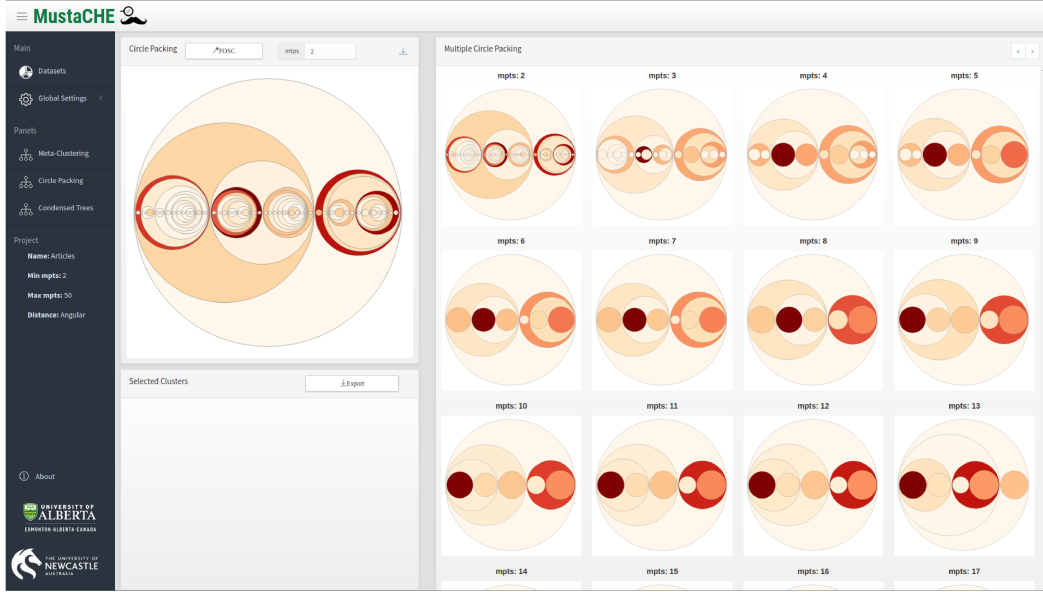 MustaCHE
Main
Datasets
Global Settings
Panels
Meta-Clustering
Circle Packing
Condensed Trees
Project
Name: Articles
Min mpts: 2
Max mpts: 50
Distance: Angular
About
UNIVERSITY OF
ALBERTA
EDMONTON·ALBERTA·CANADA
THE UNIVERSITY OF
NEWCASTLE
AUSTRALIA
Circle Packing
FOSC
mtps 2
Selected Clusters
Export
Multiple Circle Packing
mpts: 2 mpts: 3 mpts: 4 mpts: 5
mpts: 6 mpts: 7 mpts: 8 mpts: 9
mpts: 10 mpts: 11 mpts: 12 mpts: 13
mpts: 14 mpts: 15 mpts: 16 mpts: 17